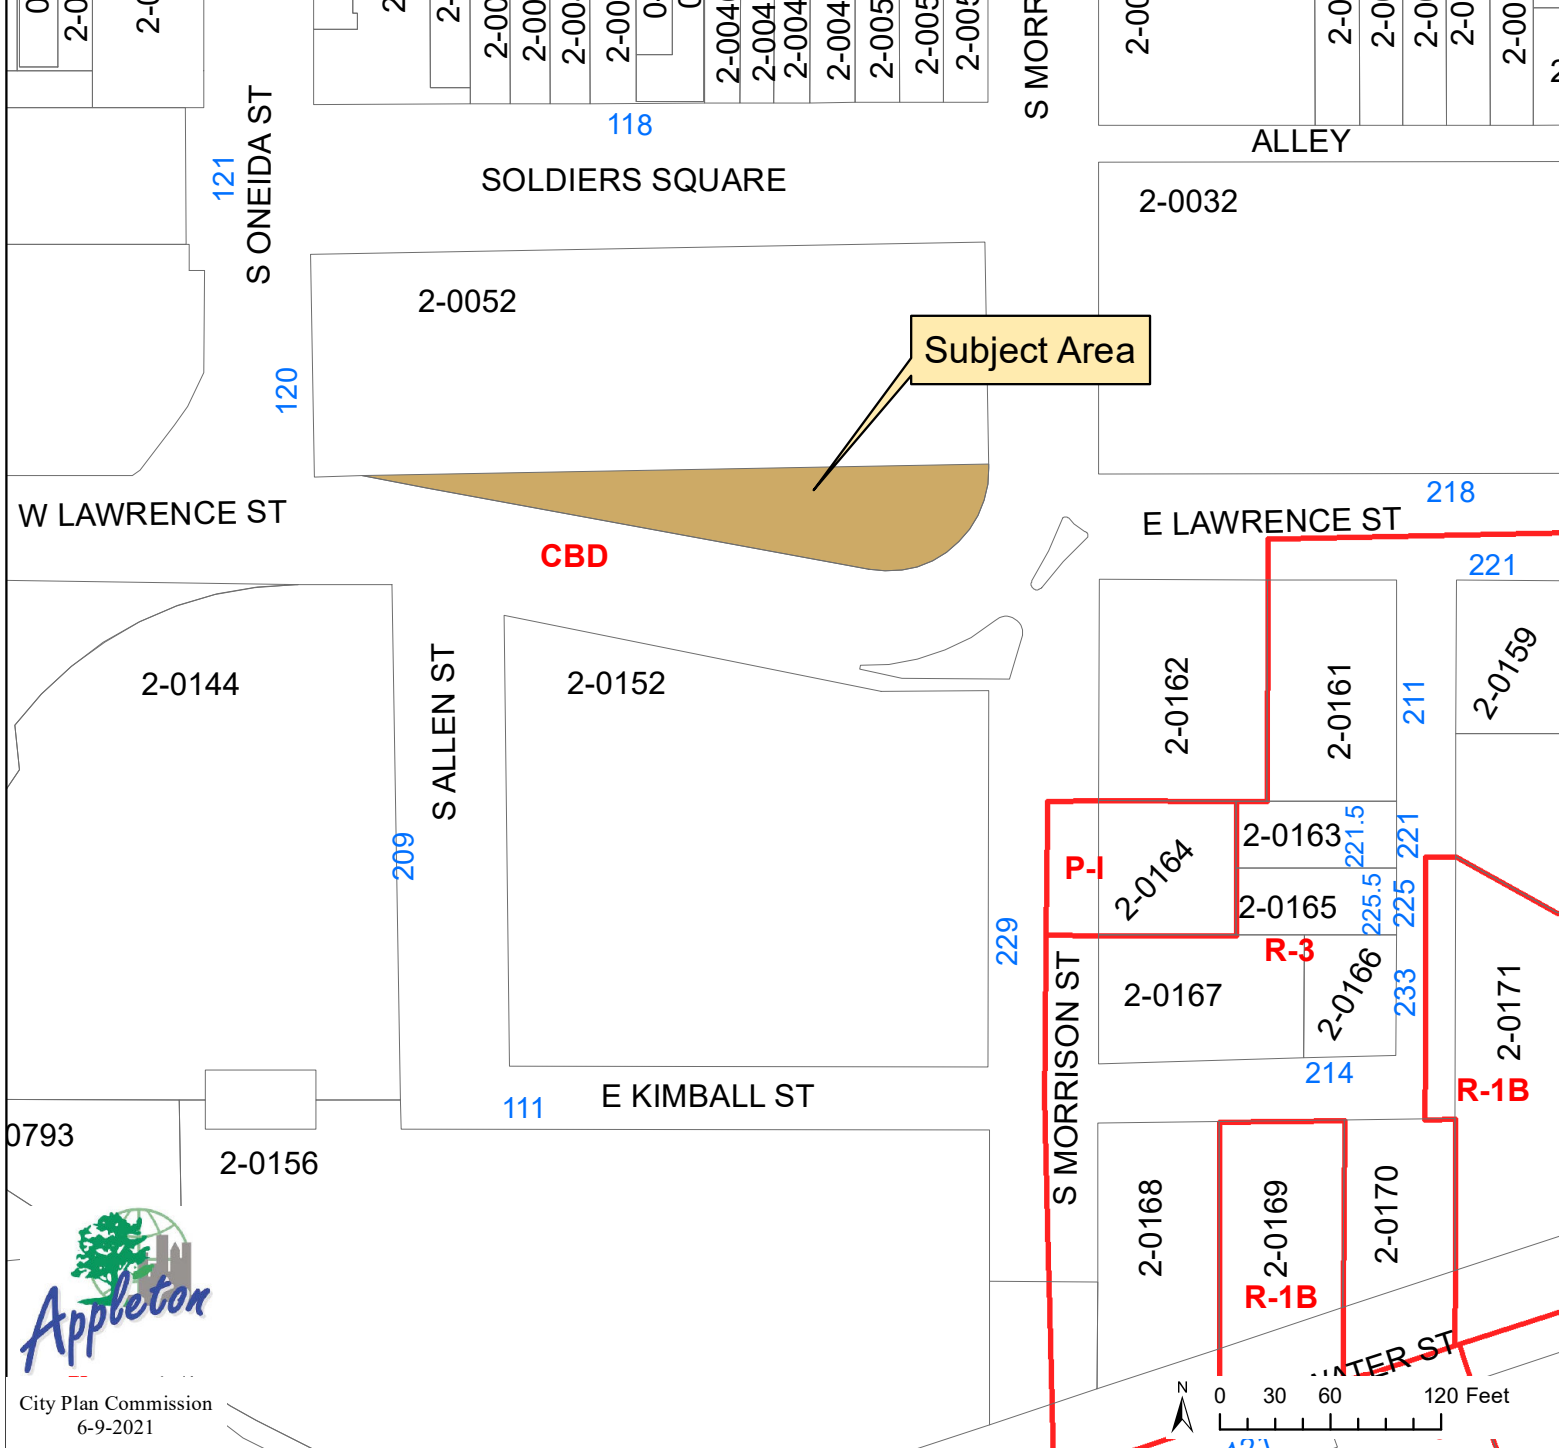 S MORR
118
ALLEY
121
S ONEIDA ST
SOLDIERS SQUARE
2-0032
2-0052
Subject Area
120
218
W LAWRENCE ST
E LAWRENCE ST
CBD
221
2-0159
2-0144
S ALLEN ST
2-0152
2-0162
2-0161
211
209
2-0163
221.5
221
P-I
2-0164
2-0165
225.5
225
229
R-3
2-0167
2-0166
233
2-0171
S MORRISON ST
214
R-1B
111
E KIMBALL ST
0793
2-0156
2-0168
2-0169
2-0170
R-1B
Appleton
WATER ST
City Plan Commission
6-9-2021
N
0 30 60 120 Feet